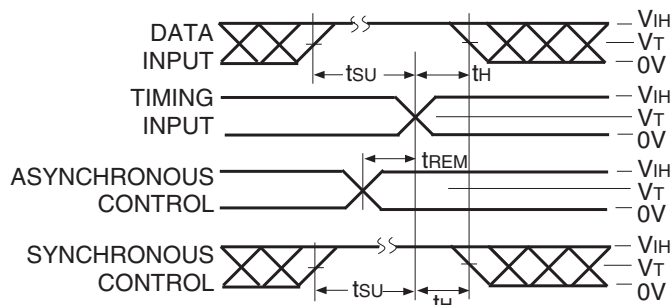 DATA INPUT
tSU
tH
VIH
VT
0V
TIMING INPUT
VIH
VT
0V
tREM
ASYNCHRONOUS CONTROL
VIH
VT
0V
SYNCHRONOUS CONTROL
tSU
tH
VIH
VT
0V